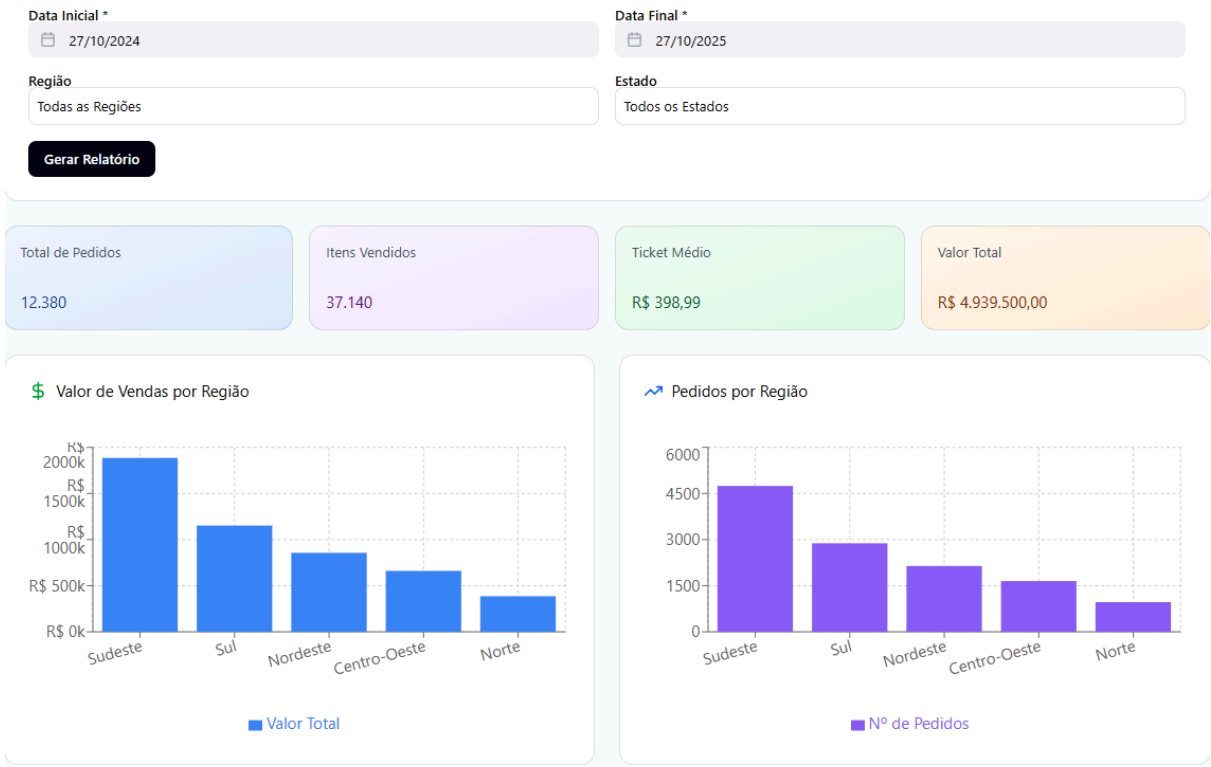 Data Inicial *
27/10/2024
Data Final *
27/10/2025
Região
Todas as Regiões
Estado
Todos os Estados
Gerar Relatório
Total de Pedidos
12.380
Itens Vendidos
37.140
Ticket Médio
R$ 398,99
Valor Total
R$ 4.939.500,00
Valor de Vendas por Região
R$
2000k
R$
1500k
R$
1000k
R$ 500k
R$ 0k
Sudeste
Sul
Nordeste
Centro-Oeste
Norte
Valor Total
Pedidos por Região
6000
4500
3000
1500
0
Sudeste
Sul
Nordeste
Centro-Oeste
Norte
Nº de Pedidos